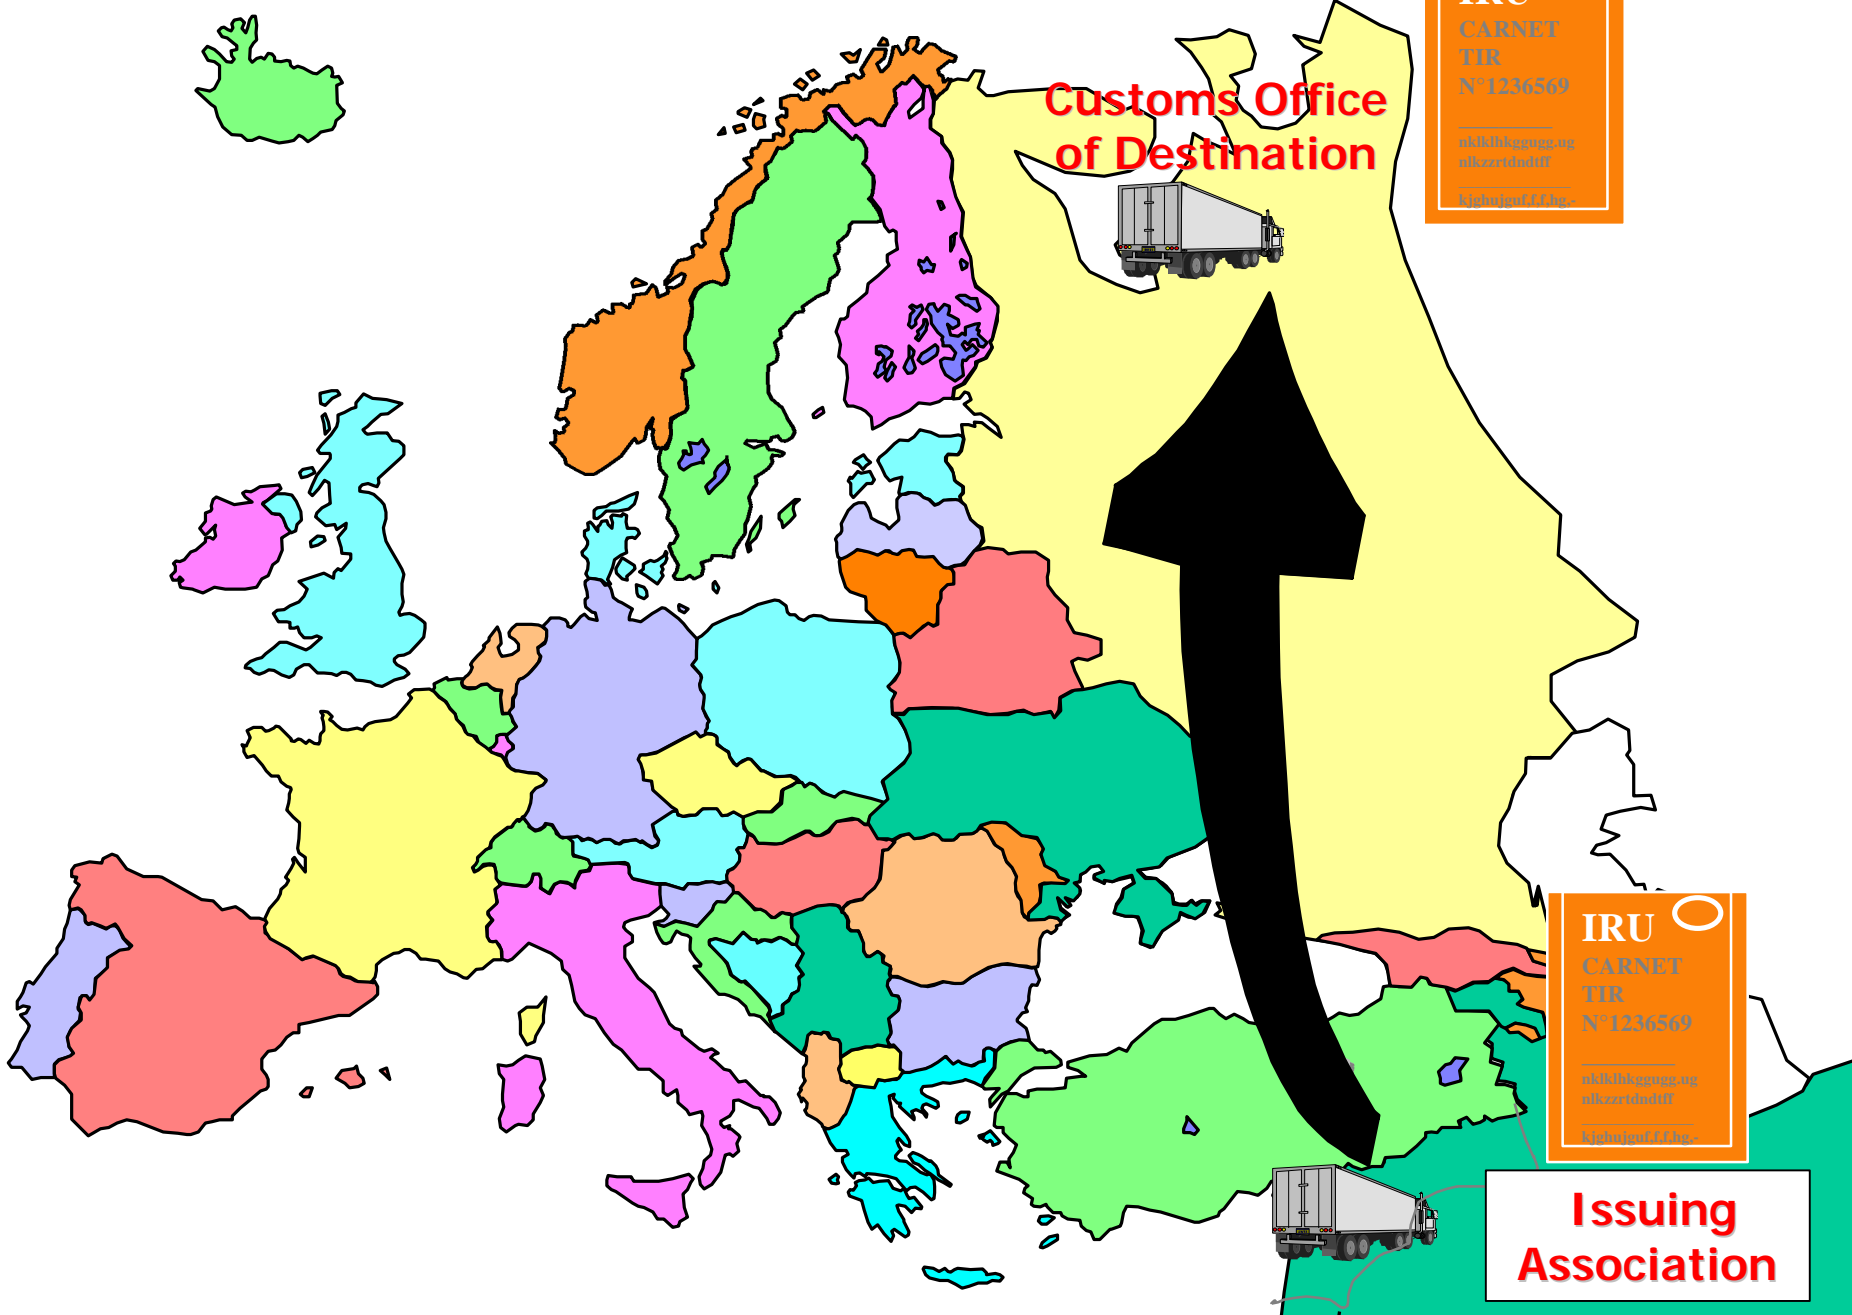 IRU
CARNET
TIR
N°1236569
nklklhkggugg.ug
nlkzzrtdndtff
kjghujguf,f,f,hg,-
Customs Office
of Destination
IRU
CARNET
TIR
N°1236569
nklklhkggugg.ug
nlkzzrtdndtff
kjghujguf,f,f,hg,-
Issuing
Association